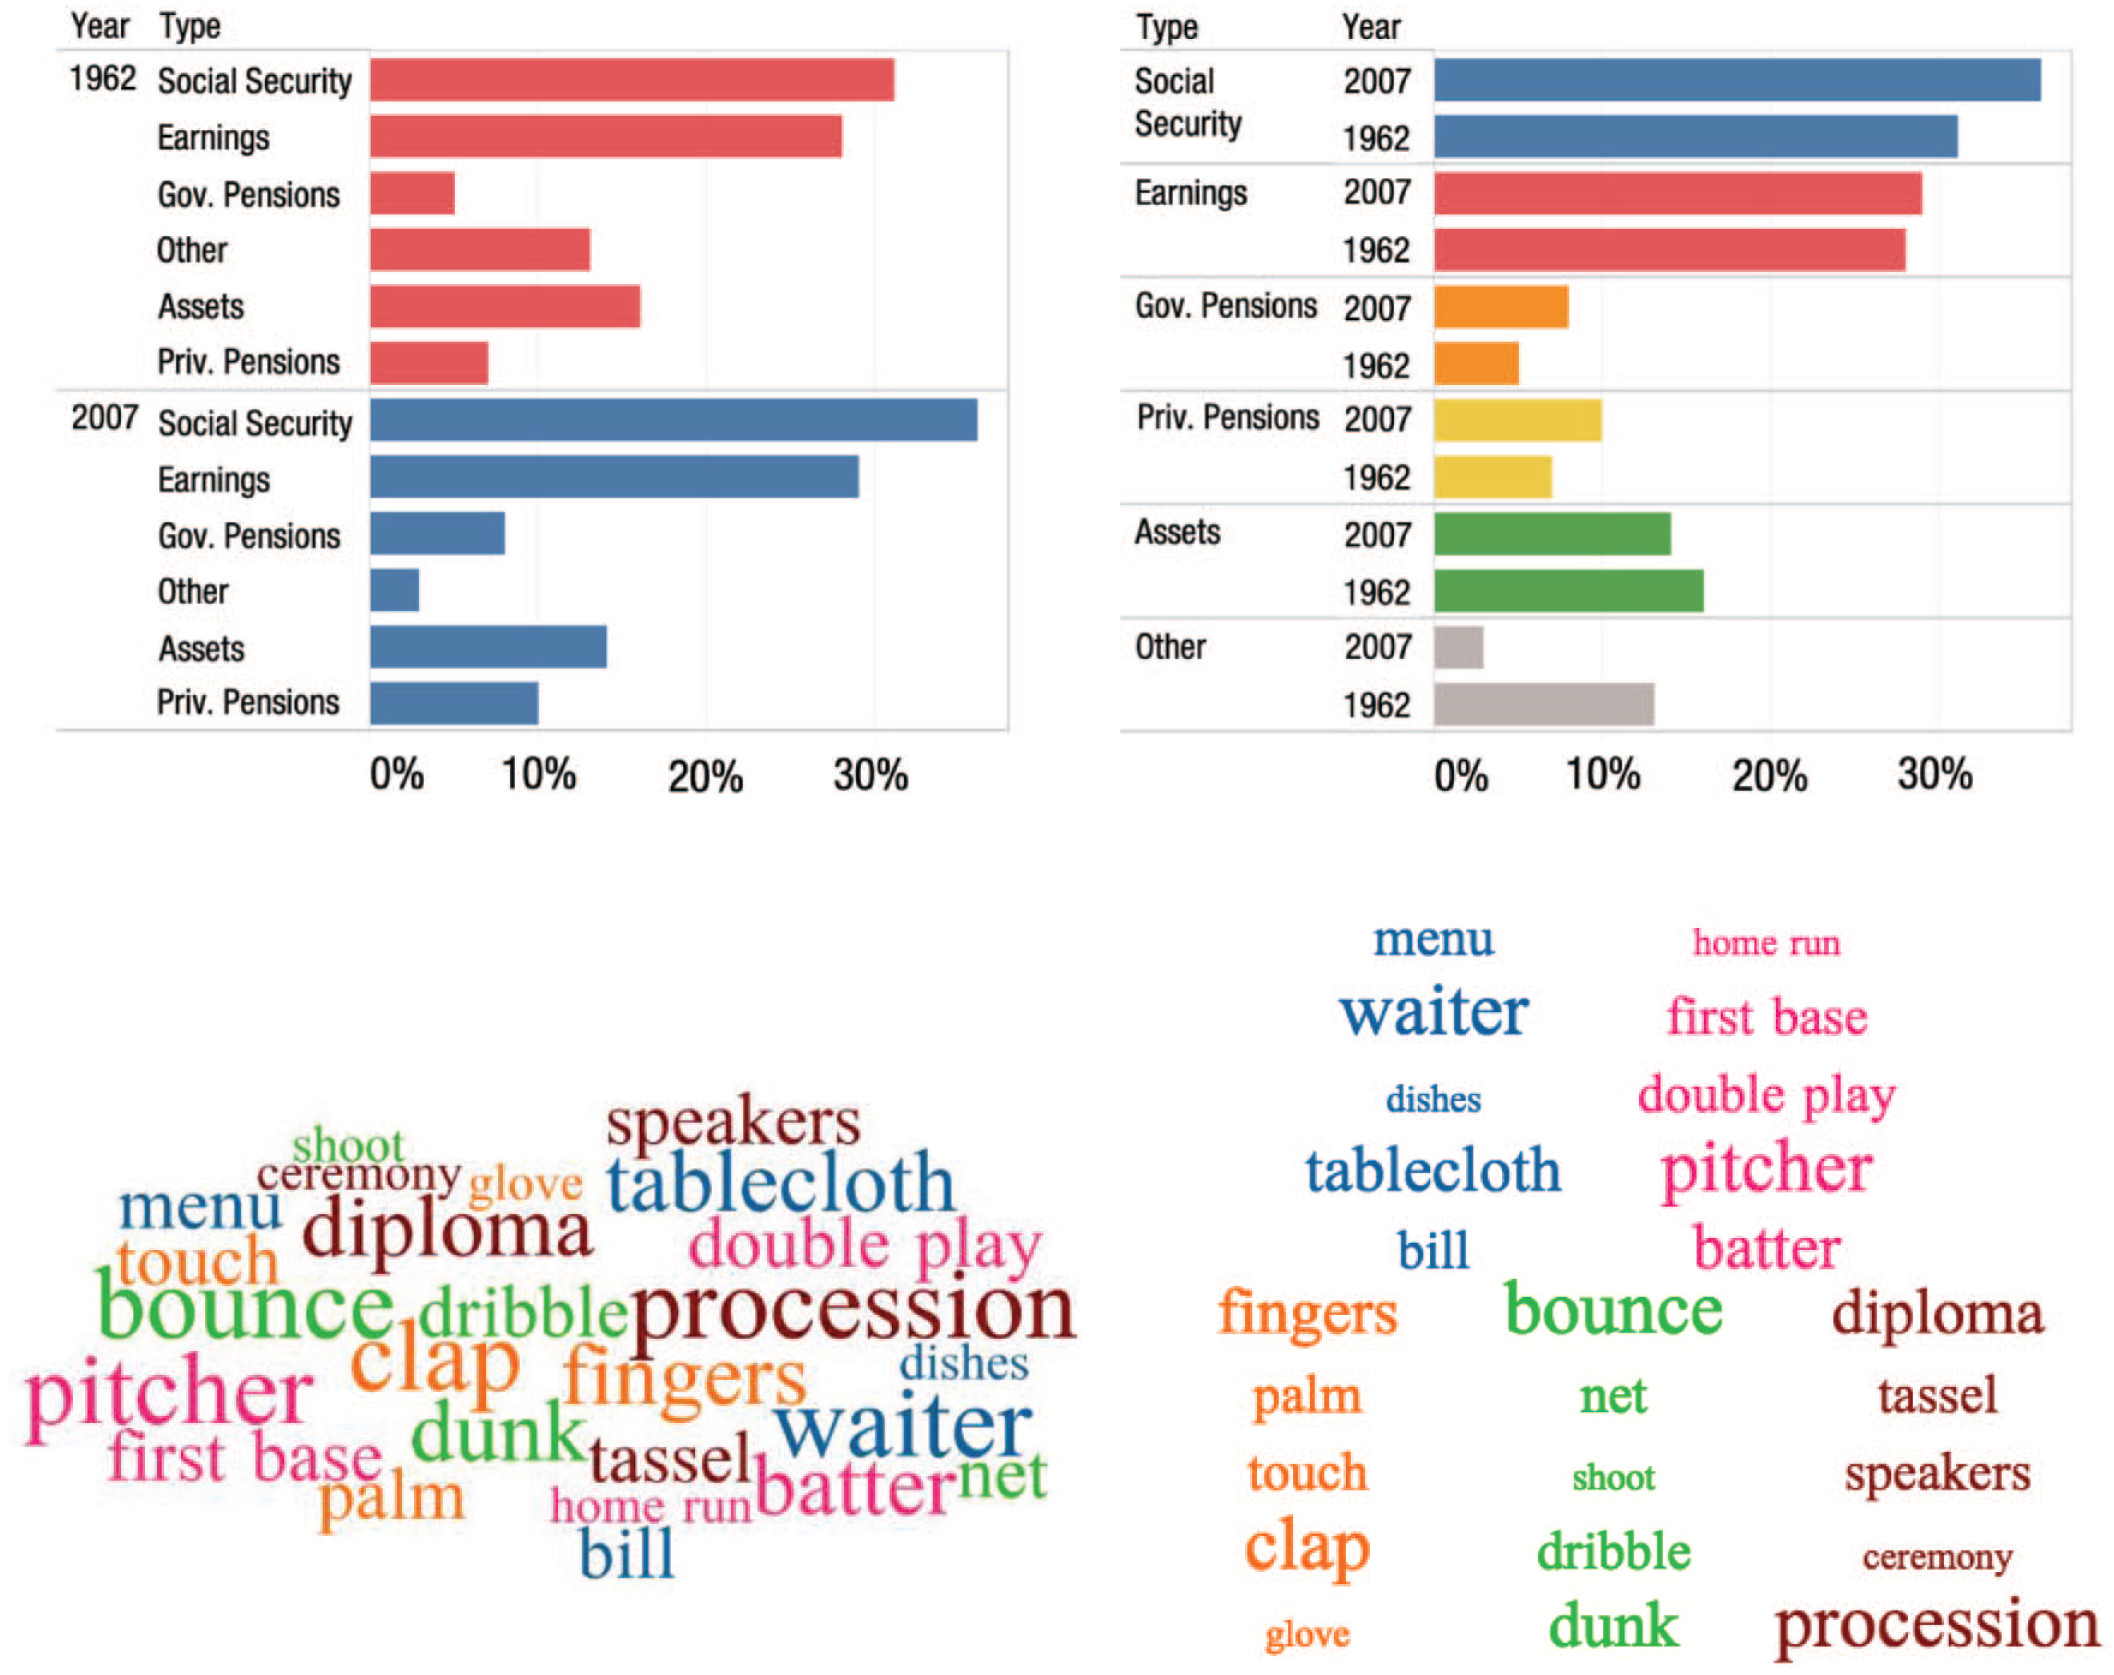 Year Type
1962 Social Security
Earnings
Gov. Pensions
Other
Assets
Priv. Pensions
2007 Social Security
Earnings
Gov. Pensions
Other
Assets
Priv. Pensions
0% 10% 20% 30%
Type Year
Social Security 2007
1962
Earnings 2007
1962
Gov. Pensions 2007
1962
Priv. Pensions 2007
1962
Assets 2007
1962
Other 2007
1962
0% 10% 20% 30%
speakers
shoot
ceremony glove tablecloth
menu diploma
double play
touch
bounce dribble procession
clap fingers dishes
pitcher
dunk waiter
first base tassel
palm home run batter net
bill
menu home run
waiter first base
dishes double play
tablecloth pitcher
bill batter
fingers bounce diploma
palm net tassel
touch shoot speakers
clap dribble ceremony
glove dunk procession